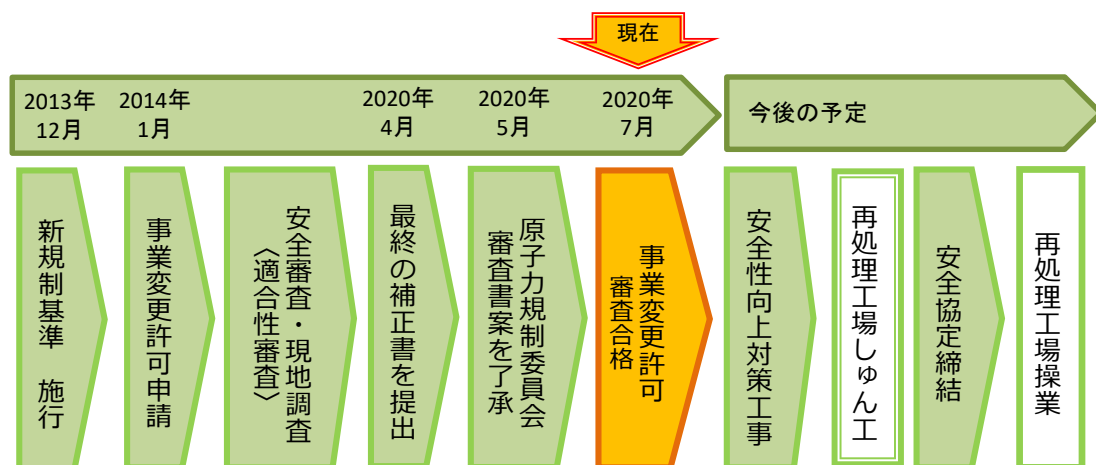 現在
2013年
12月
2014年
1月
2020年
4月
2020年
5月
2020年
7月
今後の予定
新規制基準　施行
事業変更許可申請
安全審査・現地調査
〈適合性審査〉
最終の補正書を提出
原子力規制委員会
審査書案を了承
事業変更許可
審査合格
安全性向上対策工事
再処理工場しゅん工
安全協定締結
再処理工場操業